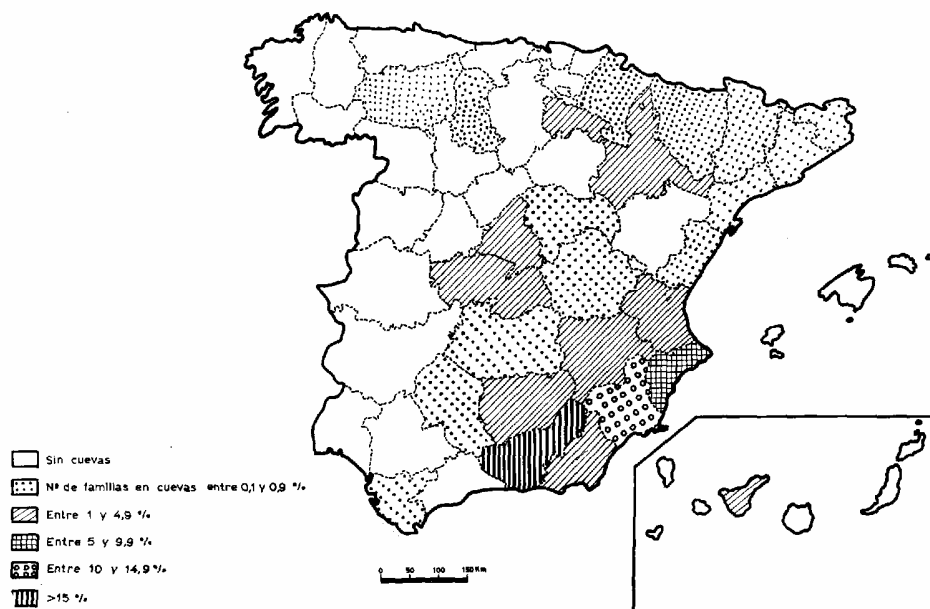 Sin cuevas
Nº de familias en cuevas entre 0,1 y 0,9 %
Entre 1 y 4,9 %
Entre 5 y 9,9 %
Entre 10 y 14,9 %
>15 %
0 50 100 150 Km